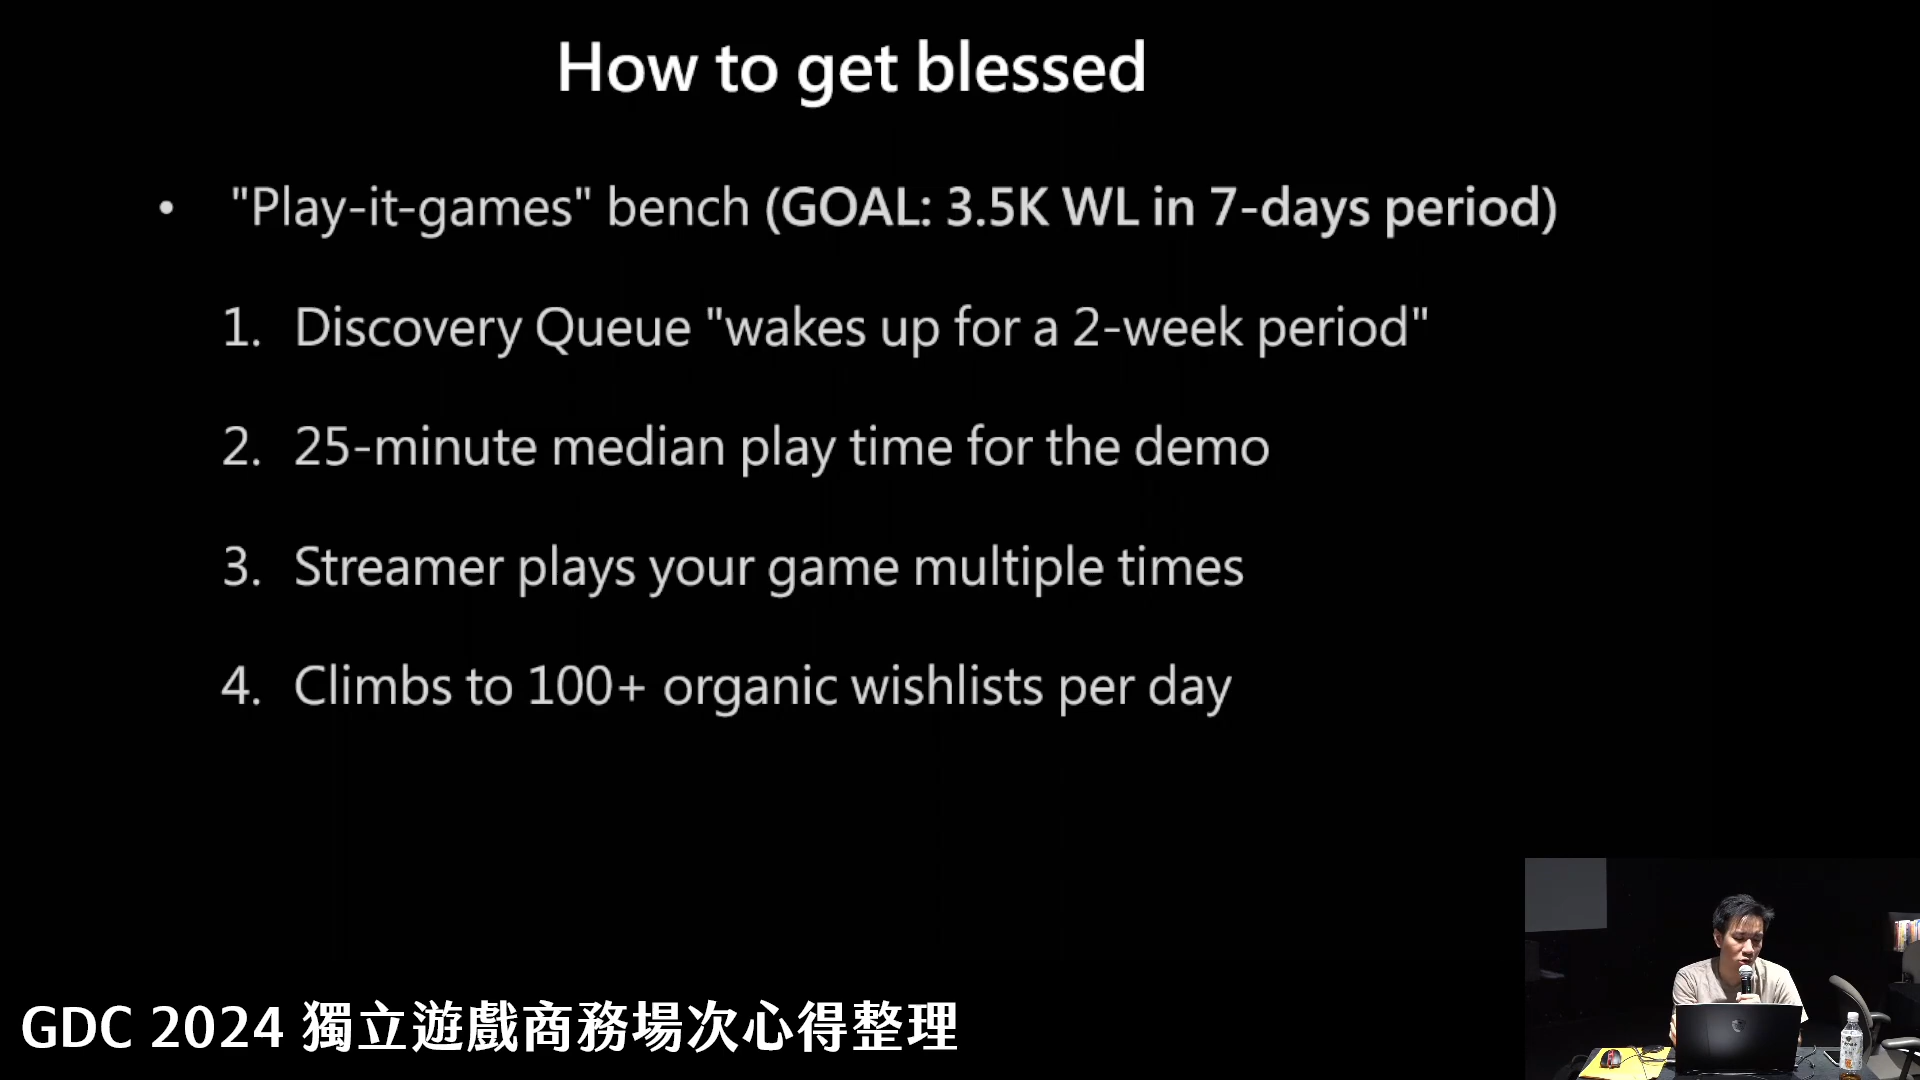 How to get blessed
• "Play-it-games" bench (GOAL: 3.5K WL in 7-days period)
1. Discovery Queue "wakes up for a 2-week period"
2. 25-minute median play time for the demo
3. Streamer plays your game multiple times
4. Climbs to 100+ organic wishlists per day
GDC 2024 獨立遊戲商務場次心得整理